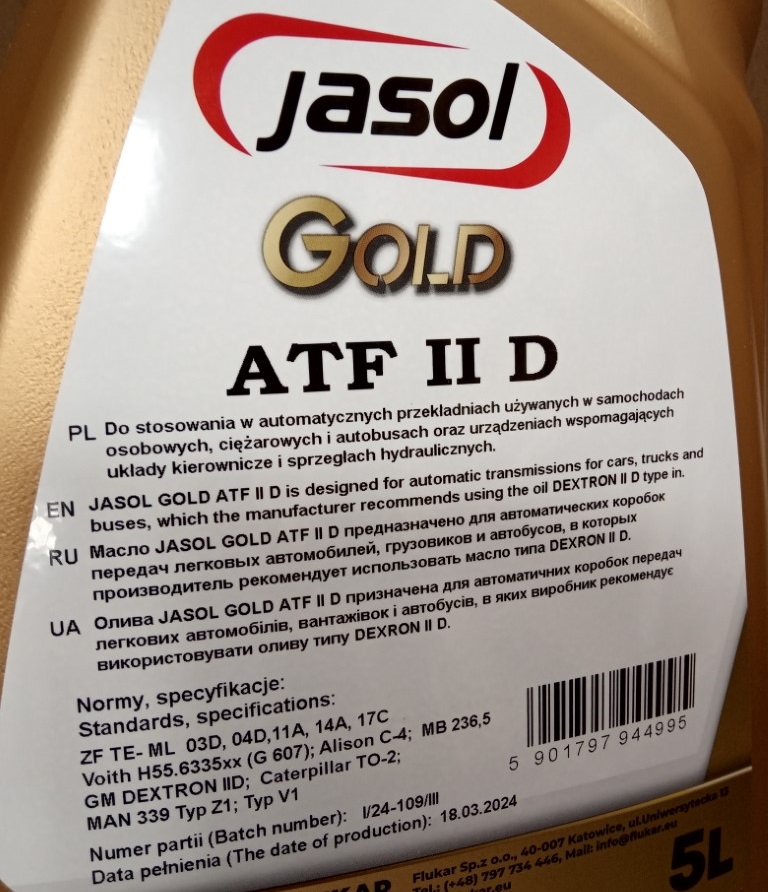 Jasol
GOLD
ATF II D
PL Do stosowania w automatycznych przekładniach używanych w samochodach
osobowych, ciężarowych i autobusach oraz urządzeniach wspomagających
układy kierownicze i sprzęgłach hydraulicznych.
EN JASOL GOLD ATF II D is designed for automatic transmissions for cars, trucks and
buses, which the manufacturer recommends using the oil DEXTRON II D type in.
RU Масло JASOL GOLD ATF II D предназначено для автоматических коробок
передач легковых автомобилей, грузовиков и автобусов, в которых
производитель рекомендует использовать масло типа DEXRON II D.
UA Олива JASOL GOLD ATF II D призначена для автоматичних коробок передач
легкових автомобілів, вантажівок і автобусів, в яких виробник рекомендує
використовувати оливу типу DEXRON II D.
Normy, specyfikacje:
Standards, specifications:
ZF TE- ML 03D, 04D,11A, 14A, 17C
Voith H55.6335xx (G 607); Alison C-4; MB 236,5
GM DEXTRON IID; Caterpillar TO-2;
MAN 339 Typ Z1; Typ V1
5 901797 944995
Numer partii (Batch number): I/24-109/III
Data pełnienia (The date of production): 18.03.2024
Flukar Sp.z o.o., 40-007 Katowice, ul.Uniwersytecka 13
Tel.: (+48) 797 734 446, Mail: info@flukar.eu
5L